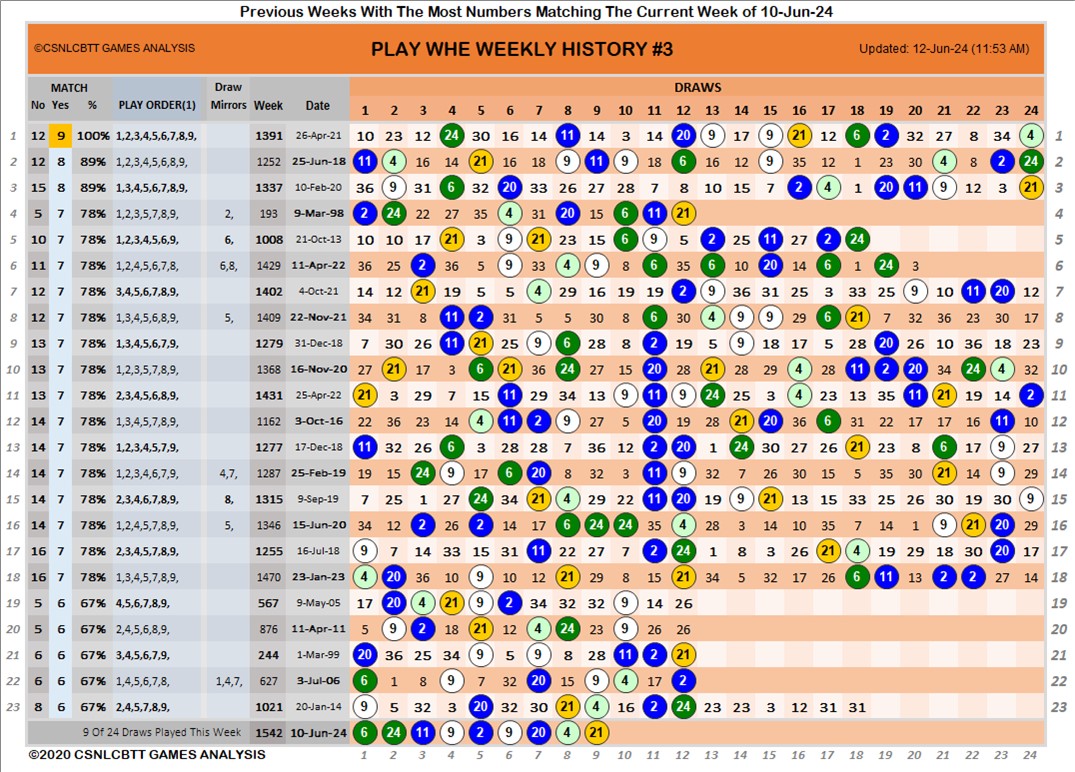 Previous Weeks With The Most Numbers Matching The Current Week of 10-Jun-24
©CSNLCBTT GAMES ANALYSIS PLAY WHE WEEKLY HISTORY #3 Updated: 12-Jun-24 (11:53 AM)
MATCH Draw DRAWS
No Yes % PLAY ORDER(1) Mirrors Week Date 1 2 3 4 5 6 7 8 9 10 11 12 13 14 15 16 17 18 19 20 21 22 23 24
1 12 9 100% 1,2,3,4,5,6,7,8,9, 1391 26-Apr-21 10 23 12 24 30 16 14 11 14 3 14 20 9 17 9 21 12 6 2 32 27 8 34 4 1
2 12 8 89% 1,2,3,4,5,6,8,9, 1252 25-Jun-18 11 4 16 14 21 16 18 9 11 9 18 6 16 12 9 35 12 1 23 30 4 8 2 24 2
3 15 8 89% 1,3,4,5,6,7,8,9, 1337 10-Feb-20 36 9 31 6 32 20 33 26 27 28 7 8 10 15 7 2 4 1 20 11 9 12 3 21 3
4 5 7 78% 1,2,3,5,7,8,9, 2, 193 9-Mar-98 2 24 22 27 35 4 31 20 15 6 11 21 4
5 10 7 78% 1,2,3,4,5,6,9, 6, 1008 21-Oct-13 10 10 17 21 3 9 21 23 15 6 9 5 2 25 11 27 2 24 5
6 11 7 78% 1,2,4,5,6,7,8, 6,8, 1429 11-Apr-22 36 25 2 36 5 9 33 4 9 8 6 35 6 10 20 14 6 1 24 3 6
7 12 7 78% 3,4,5,6,7,8,9, 1402 4-Oct-21 14 12 21 19 5 5 4 29 16 19 19 2 9 36 31 25 3 33 25 9 10 11 20 12 7
8 12 7 78% 1,3,4,5,6,8,9, 5, 1409 22-Nov-21 34 31 8 11 2 31 5 5 30 8 6 30 4 9 9 29 6 21 7 32 36 23 30 17 8
9 13 7 78% 1,3,4,5,6,7,9, 1279 31-Dec-18 7 30 26 11 21 25 9 6 28 8 2 19 5 9 18 17 5 28 20 26 10 36 18 23 9
10 13 7 78% 1,2,3,4,5,7,9, 1368 16-Nov-20 27 21 17 3 6 21 36 24 27 15 20 28 21 28 29 4 28 11 2 20 34 24 4 32 10
11 13 7 78% 2,3,4,5,6,8,9, 1431 25-Apr-22 21 3 29 7 15 11 29 34 13 9 11 9 24 25 3 4 23 13 35 11 21 19 14 2 11
12 14 7 78% 1,3,4,5,7,8,9, 1162 3-Oct-16 22 36 23 14 4 11 2 9 27 5 20 19 28 21 20 36 6 31 22 17 17 16 11 10 12
13 14 7 78% 1,2,3,4,5,7,9, 1277 17-Dec-18 11 32 26 6 3 28 28 7 36 12 2 20 1 24 30 27 26 21 23 8 6 17 9 27 13
14 14 7 78% 1,2,3,4,6,7,9, 4,7, 1287 25-Feb-19 19 15 24 9 17 6 20 8 32 3 11 9 32 7 26 30 15 5 35 30 21 14 9 29 14
15 14 7 78% 2,3,4,6,7,8,9, 8, 1315 9-Sep-19 7 25 1 27 24 34 21 4 29 22 11 20 19 9 21 13 15 33 25 26 30 19 30 9 15
16 14 7 78% 1,2,4,5,7,8,9, 5, 1346 15-Jun-20 34 12 2 26 2 14 17 6 24 24 35 4 28 3 14 10 35 7 14 1 9 21 20 29 16
17 16 7 78% 2,3,4,5,7,8,9, 1255 16-Jul-18 9 7 14 33 15 31 11 22 27 7 2 24 1 8 3 26 21 4 19 29 18 30 20 17 17
18 16 7 78% 1,3,4,5,7,8,9, 1470 23-Jan-23 4 20 36 10 9 10 12 21 29 8 15 21 34 5 32 17 26 6 11 13 2 2 27 14 18
19 5 6 67% 4,5,6,7,8,9, 567 9-May-05 17 20 4 21 9 2 34 32 32 9 14 26 19
20 5 6 67% 2,4,5,6,8,9, 876 11-Apr-11 5 9 2 18 21 12 4 24 23 9 26 26 20
21 6 6 67% 3,4,5,6,7,9, 244 1-Mar-99 20 36 25 34 9 5 9 8 28 11 2 21 21
22 6 6 67% 1,4,5,6,7,8, 1,4,7, 627 3-Jul-06 6 1 8 9 7 32 20 15 9 4 17 2 22
23 8 6 67% 2,4,5,7,8,9, 1021 20-Jan-14 9 5 32 3 20 32 30 21 4 16 2 24 23 23 3 12 31 31 23
9 Of 24 Draws Played This Week 1542 10-Jun-24 6 24 11 9 2 9 20 4 21
©2020 CSNLCBTT GAMES ANALYSIS 1 2 3 4 5 6 7 8 9 10 11 12 13 14 15 16 17 18 19 20 21 22 23 24